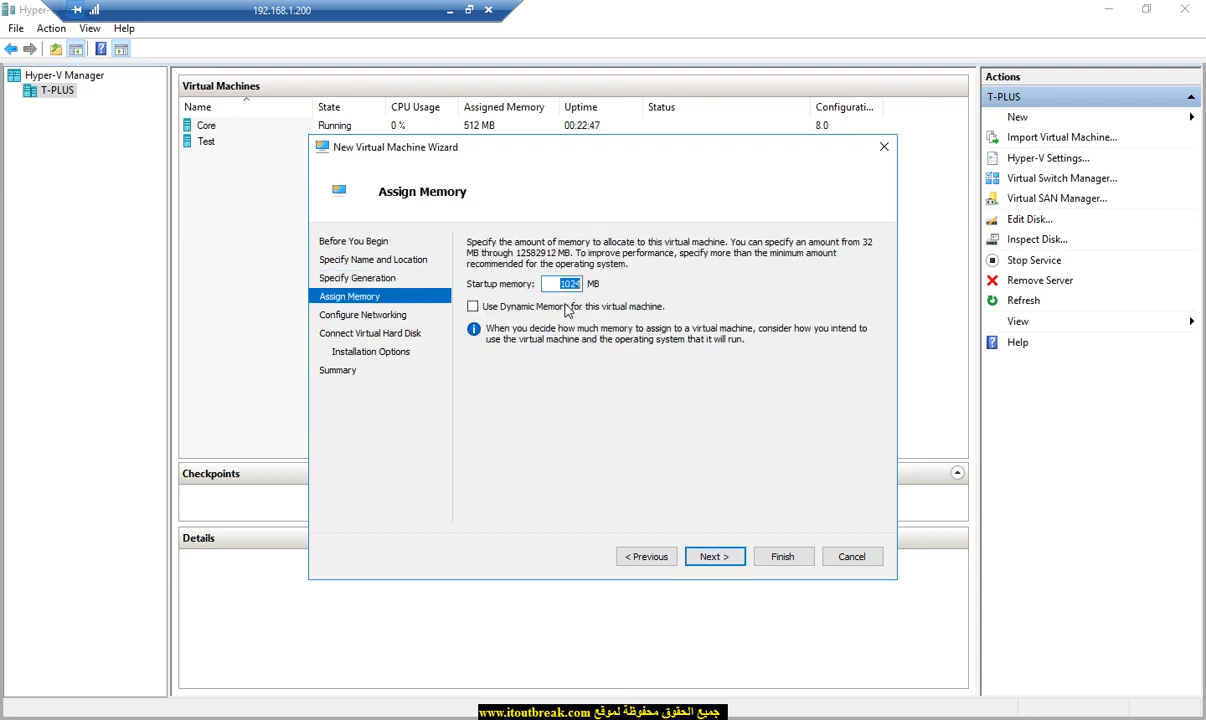 Hyper-
192.168.1.200
File Action View Help
Hyper-V Manager
T-PLUS
Virtual Machines
Name State CPU Usage Assigned Memory Uptime Status Configurati...
Core Running 0 % 512 MB 00:22:47 8.0
Test
New Virtual Machine Wizard
Assign Memory
Before You Begin
Specify Name and Location
Specify Generation
Assign Memory
Configure Networking
Connect Virtual Hard Disk
Installation Options
Summary
Specify the amount of memory to allocate to this virtual machine. You can specify an amount from 32
MB through 12582912 MB. To improve performance, specify more than the minimum amount
recommended for the operating system.
Startup memory: 1024 MB
Use Dynamic Memory for this virtual machine.
When you decide how much memory to assign to a virtual machine, consider how you intend to
use the virtual machine and the operating system that it will run.
< Previous Next > Finish Cancel
Checkpoints
Details
Actions
T-PLUS
New
Import Virtual Machine...
Hyper-V Settings...
Virtual Switch Manager...
Virtual SAN Manager...
Edit Disk...
Inspect Disk...
Stop Service
Remove Server
Refresh
View
Help
جميع الحقوق محفوظة لموقع www.itoutbreak.com